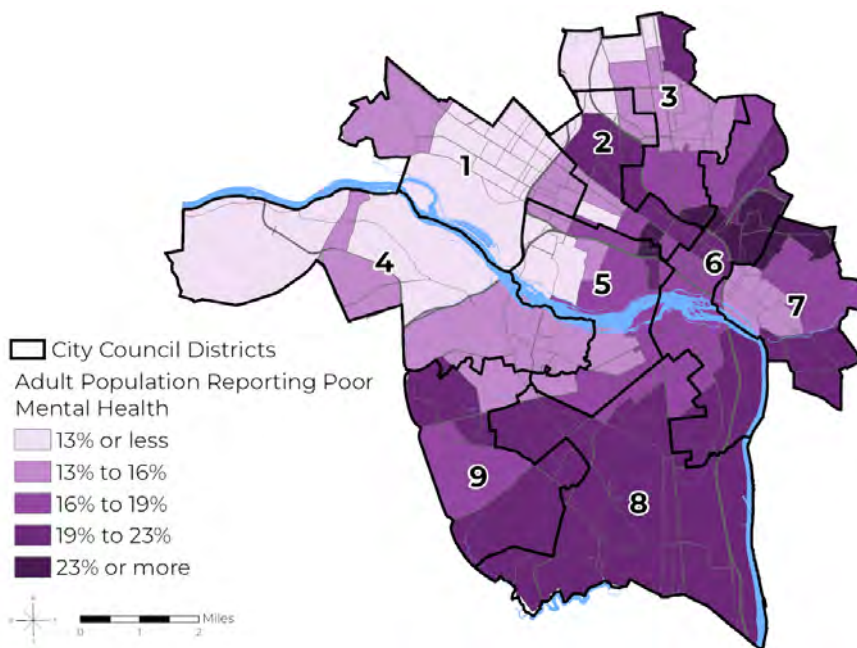 3
2
1
6
4
5
7
City Council Districts
Adult Population Reporting Poor
Mental Health
13% or less
13% to 16%
16% to 19%
19% to 23%
23% or more
9
8
Miles
0 1 2